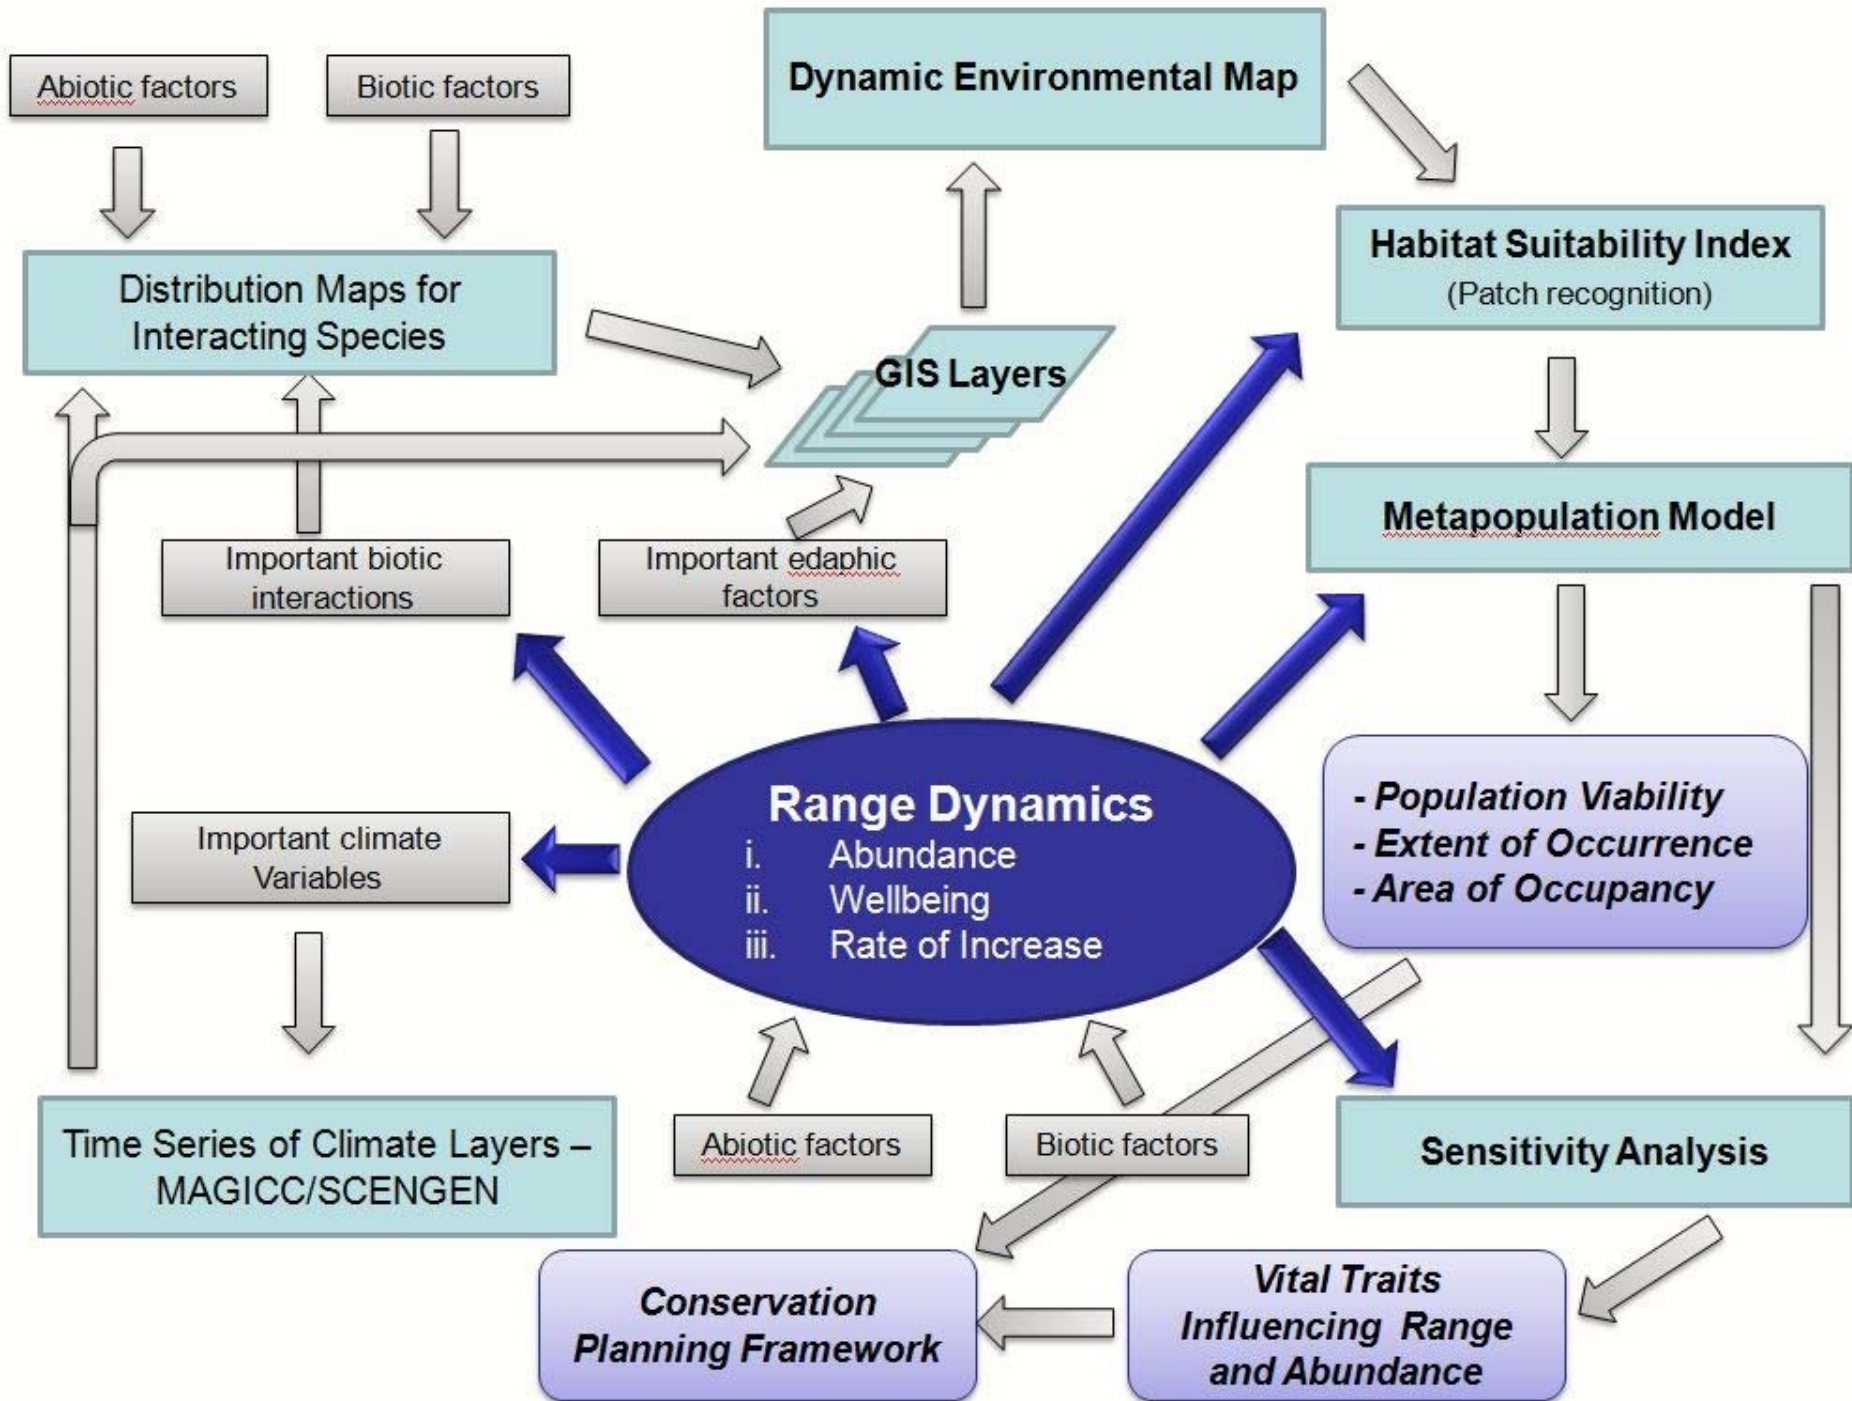 Abiotic factors
Biotic factors
Dynamic Environmental Map
Habitat Suitability Index
(Patch recognition)
Distribution Maps for
Interacting Species
GIS Layers
Metapopulation Model
Important biotic
interactions
Important edaphic
factors
Range Dynamics
i. Abundance
ii. Wellbeing
iii. Rate of Increase
- Population Viability
- Extent of Occurrence
- Area of Occupancy
Important climate
Variables
Time Series of Climate Layers –
MAGICC/SCENGEN
Abiotic factors
Biotic factors
Sensitivity Analysis
Conservation
Planning Framework
Vital Traits
Influencing Range
and Abundance